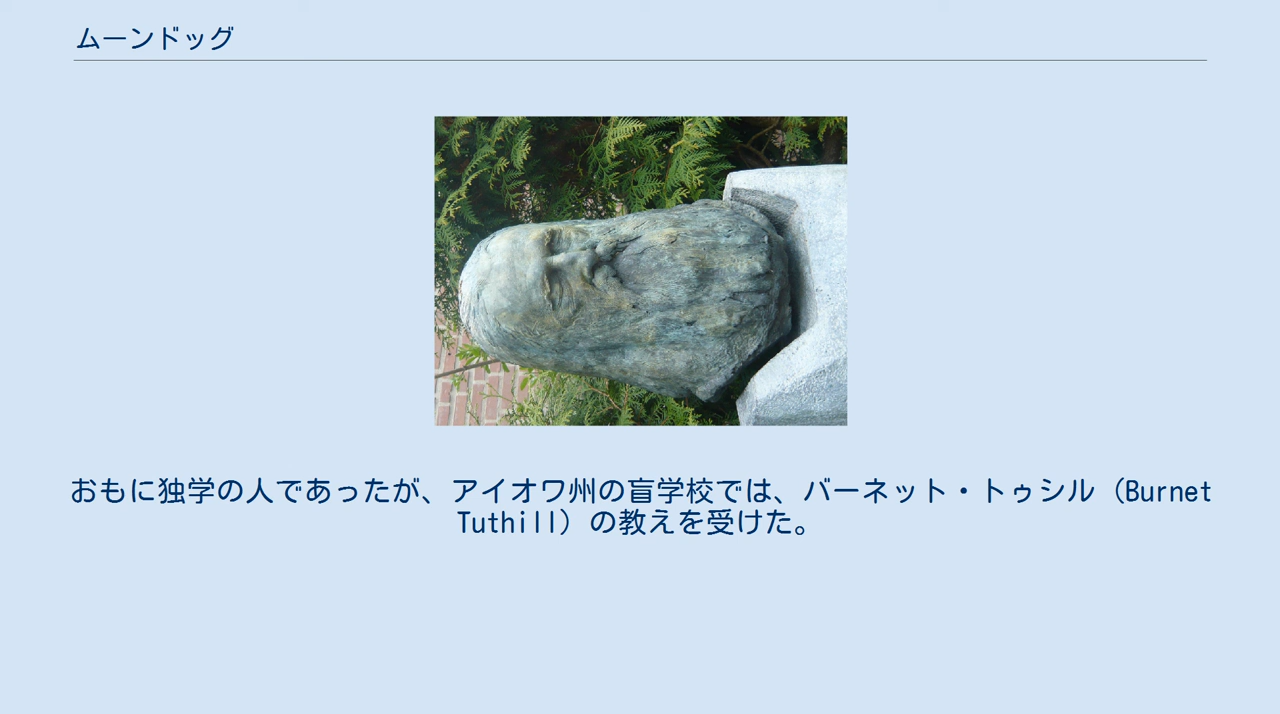 ムーンドッグ
おもに独学の人であったが、アイオワ州の盲学校では、バーネット・トゥシル（Burnet
Tuthill）の教えを受けた。